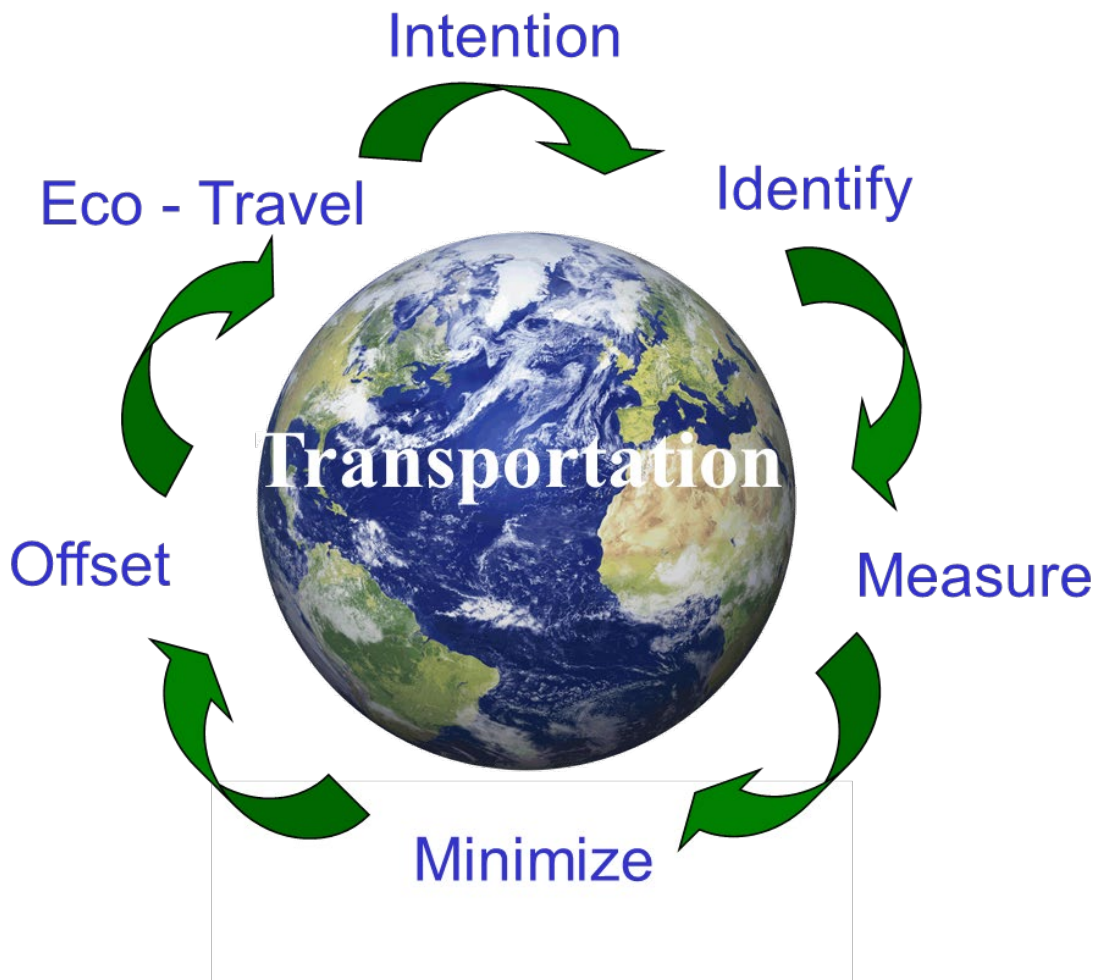 Intention
Identify
Eco - Travel
Transportation
Offset
Measure
Minimize